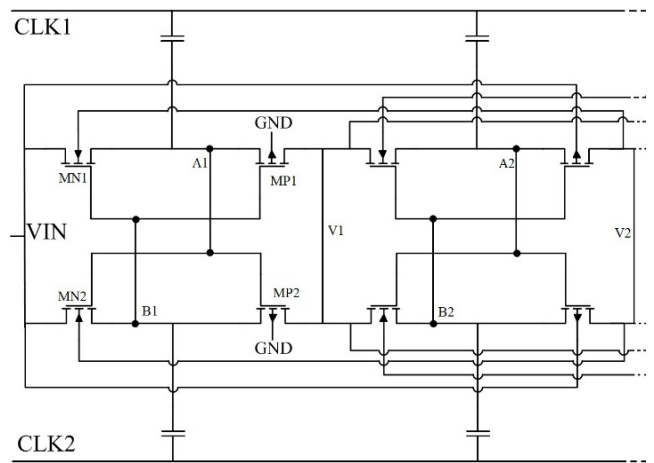 CLK1
GND
A1
A2
MN1
MP1
VIN
V1
V2
MN2
MP2
B1
B2
GND
CLK2